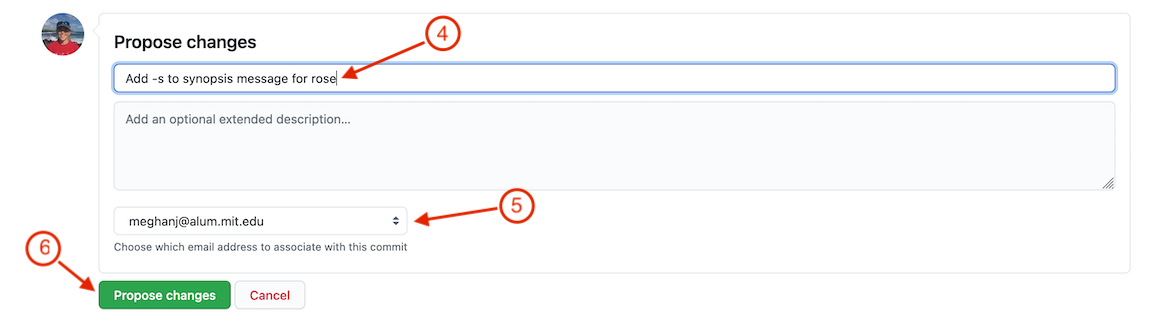 4
Propose changes
Add -s to synopsis message for rose
Add an optional extended description...
5
meghanj@alum.mit.edu
Choose which email address to associate with this commit
6
Propose changes
Cancel